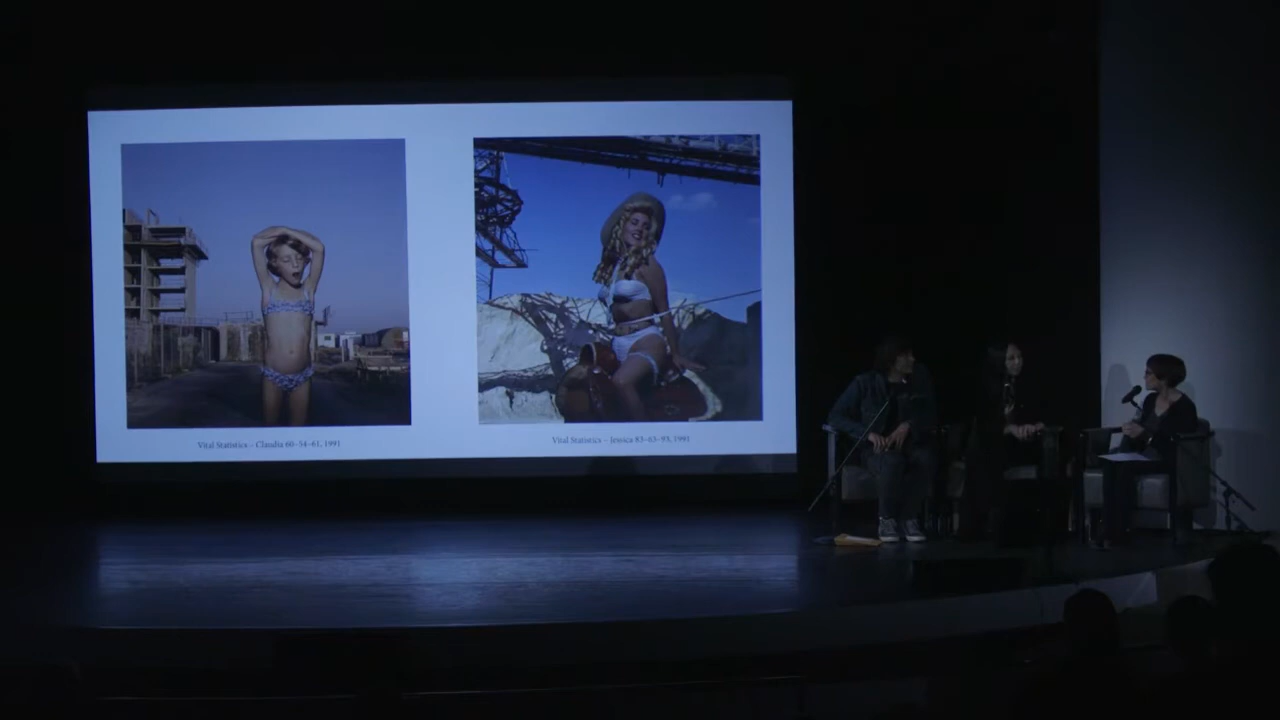 Vital Statistics – Claudia 60–54–61, 1991
Vital Statistics – Jessica 83–63–93, 1991